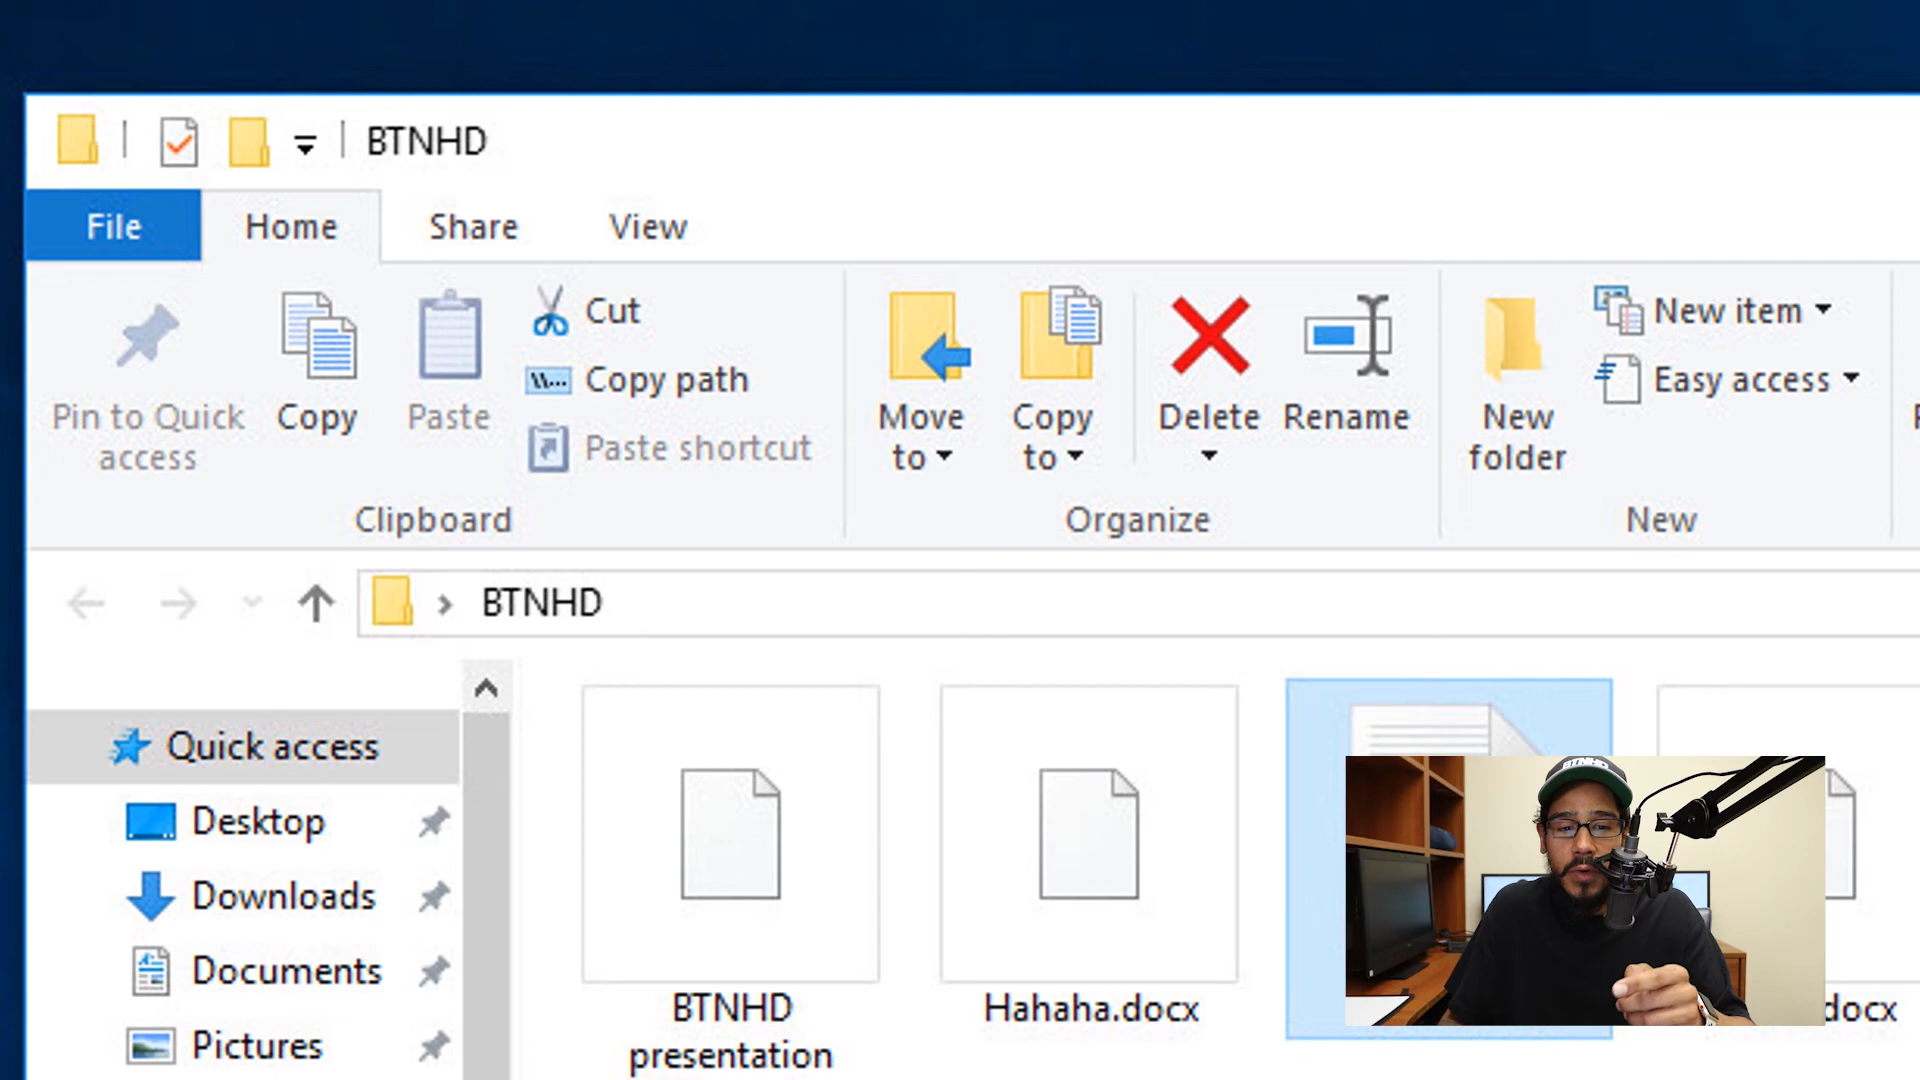 BTNHD
File Home Share View
Pin to Quick
access
Copy
Paste
Cut
Copy path
Paste shortcut
Clipboard
Move
to
Copy
to
Delete
Rename
Organize
New
folder
New item
Easy access
New
BTNHD
Quick access
Desktop
Downloads
Documents
Pictures
BTNHD
presentation
Hahaha.docx
docx
BTNHD